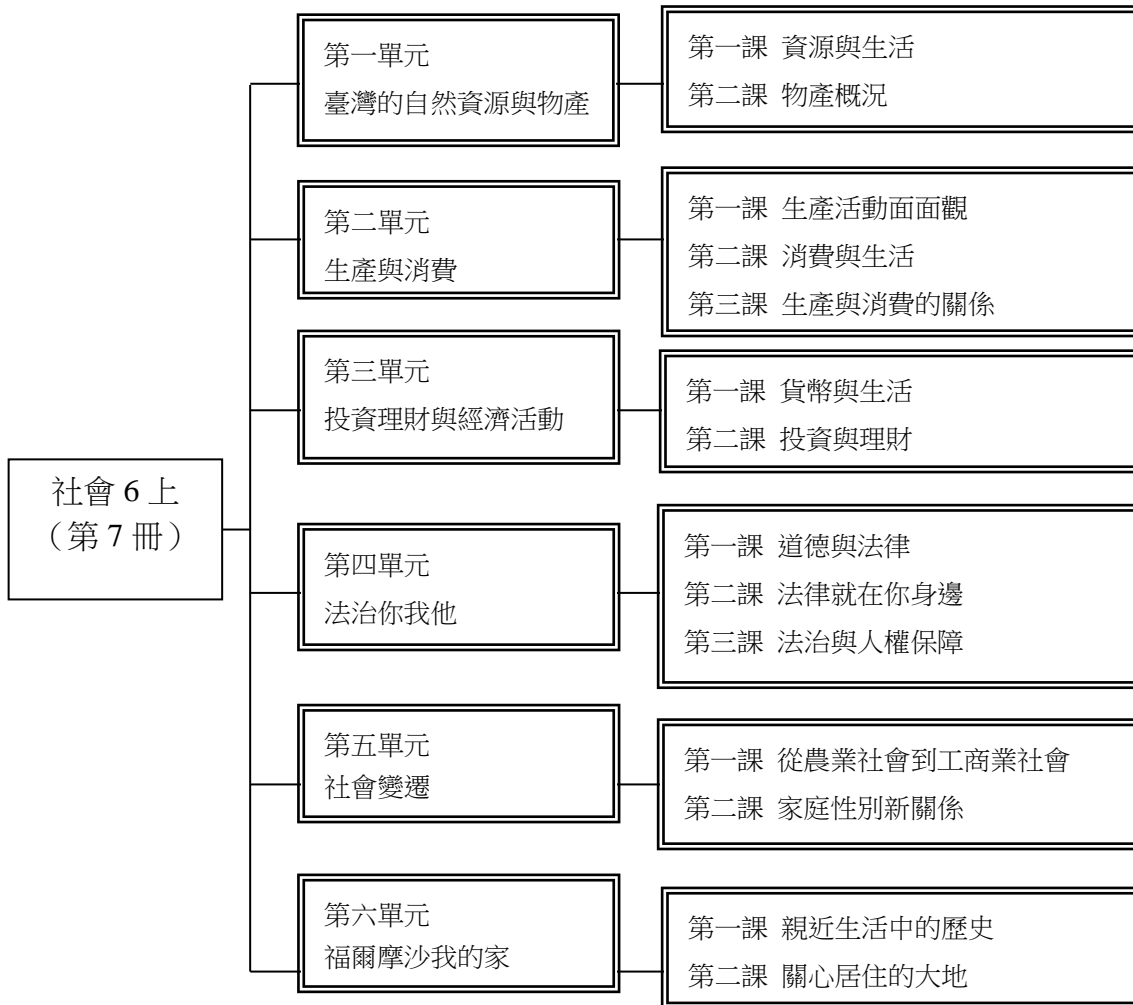 社會 6 上
（第 7 冊）
第一單元
臺灣的自然資源與物產
第一課 資源與生活
第二課 物產概況
第二單元
生產與消費
第一課 生產活動面面觀
第二課 消費與生活
第三課 生產與消費的關係
第三單元
投資理財與經濟活動
第一課 貨幣與生活
第二課 投資與理財
第四單元
法治你我他
第一課 道德與法律
第二課 法律就在你身邊
第三課 法治與人權保障
第五單元
社會變遷
第一課 從農業社會到工商業社會
第二課 家庭性別新關係
第六單元
福爾摩沙我的家
第一課 親近生活中的歷史
第二課 關心居住的大地